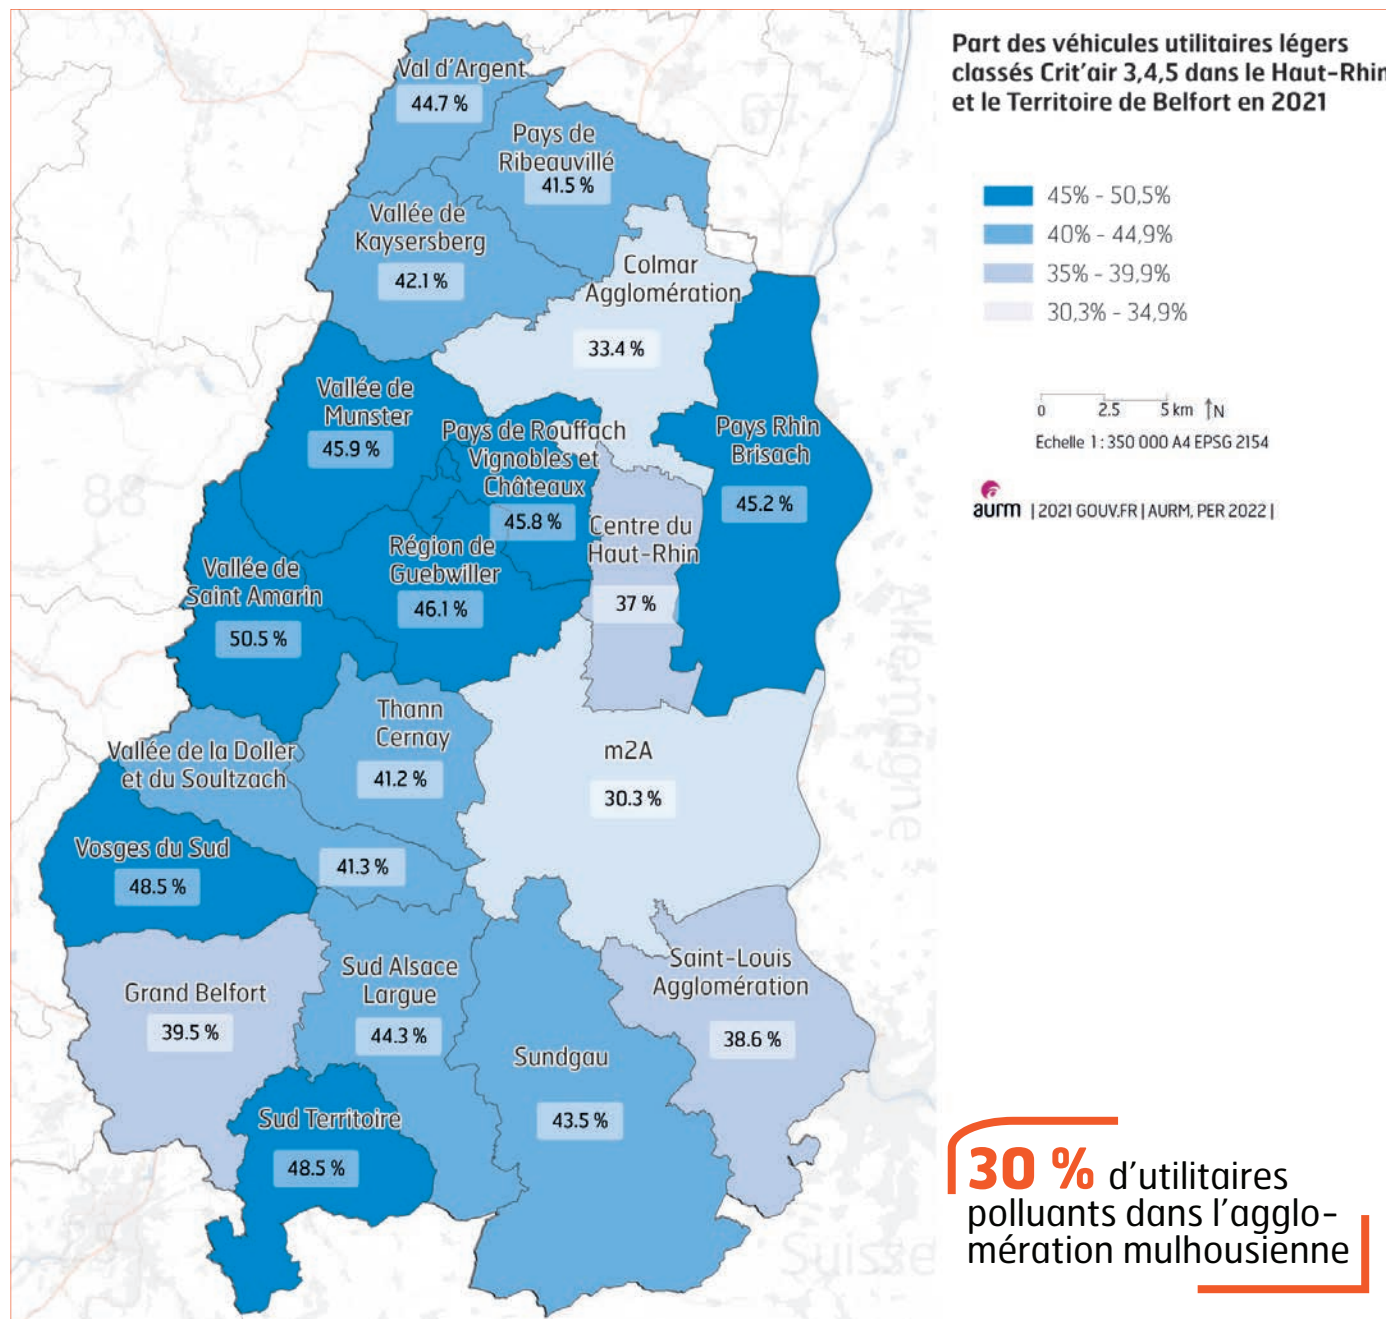 Part des véhicules utilitaires légers
classés Crit'air 3,4,5 dans le Haut-Rhin
et le Territoire de Belfort en 2021
45% - 50,5%
40% - 44,9%
35% - 39,9%
30,3% - 34,9%
0 2.5 5 km N
Echelle 1 : 350 000 A4 EPSG 2154
aurm | 2021 GOUV.FR | AURM, PER 2022 |
Val d'Argent
44.7 %
67
Pays de
Ribeauvillé
41.5 %
Vallée de
Kaysersberg
42.1 %
Colmar
Agglomération
33.4 %
Vallée de
Munster
45.9 %
Pays de Rouffach
Vignobles et
Châteaux
45.8 %
Pays Rhin
Brisach
45.2 %
88
Centre du
Haut-Rhin
37 %
Région de
Guebwiller
46.1 %
Vallée de
Saint Amarin
50.5 %
Allemagne
Thann
Cernay
41.2 %
Vallée de la Doller
et du Soultzach
41.3 %
m2A
30.3 %
Vosges du Sud
48.5 %
Grand Belfort
39.5 %
Sud Alsace
Largue
44.3 %
Saint-Louis
Agglomération
38.6 %
Sundgau
43.5 %
Sud Territoire
48.5 %
Suisse
30 % d'utilitaires
polluants dans l'agglo-
mération mulhousienne